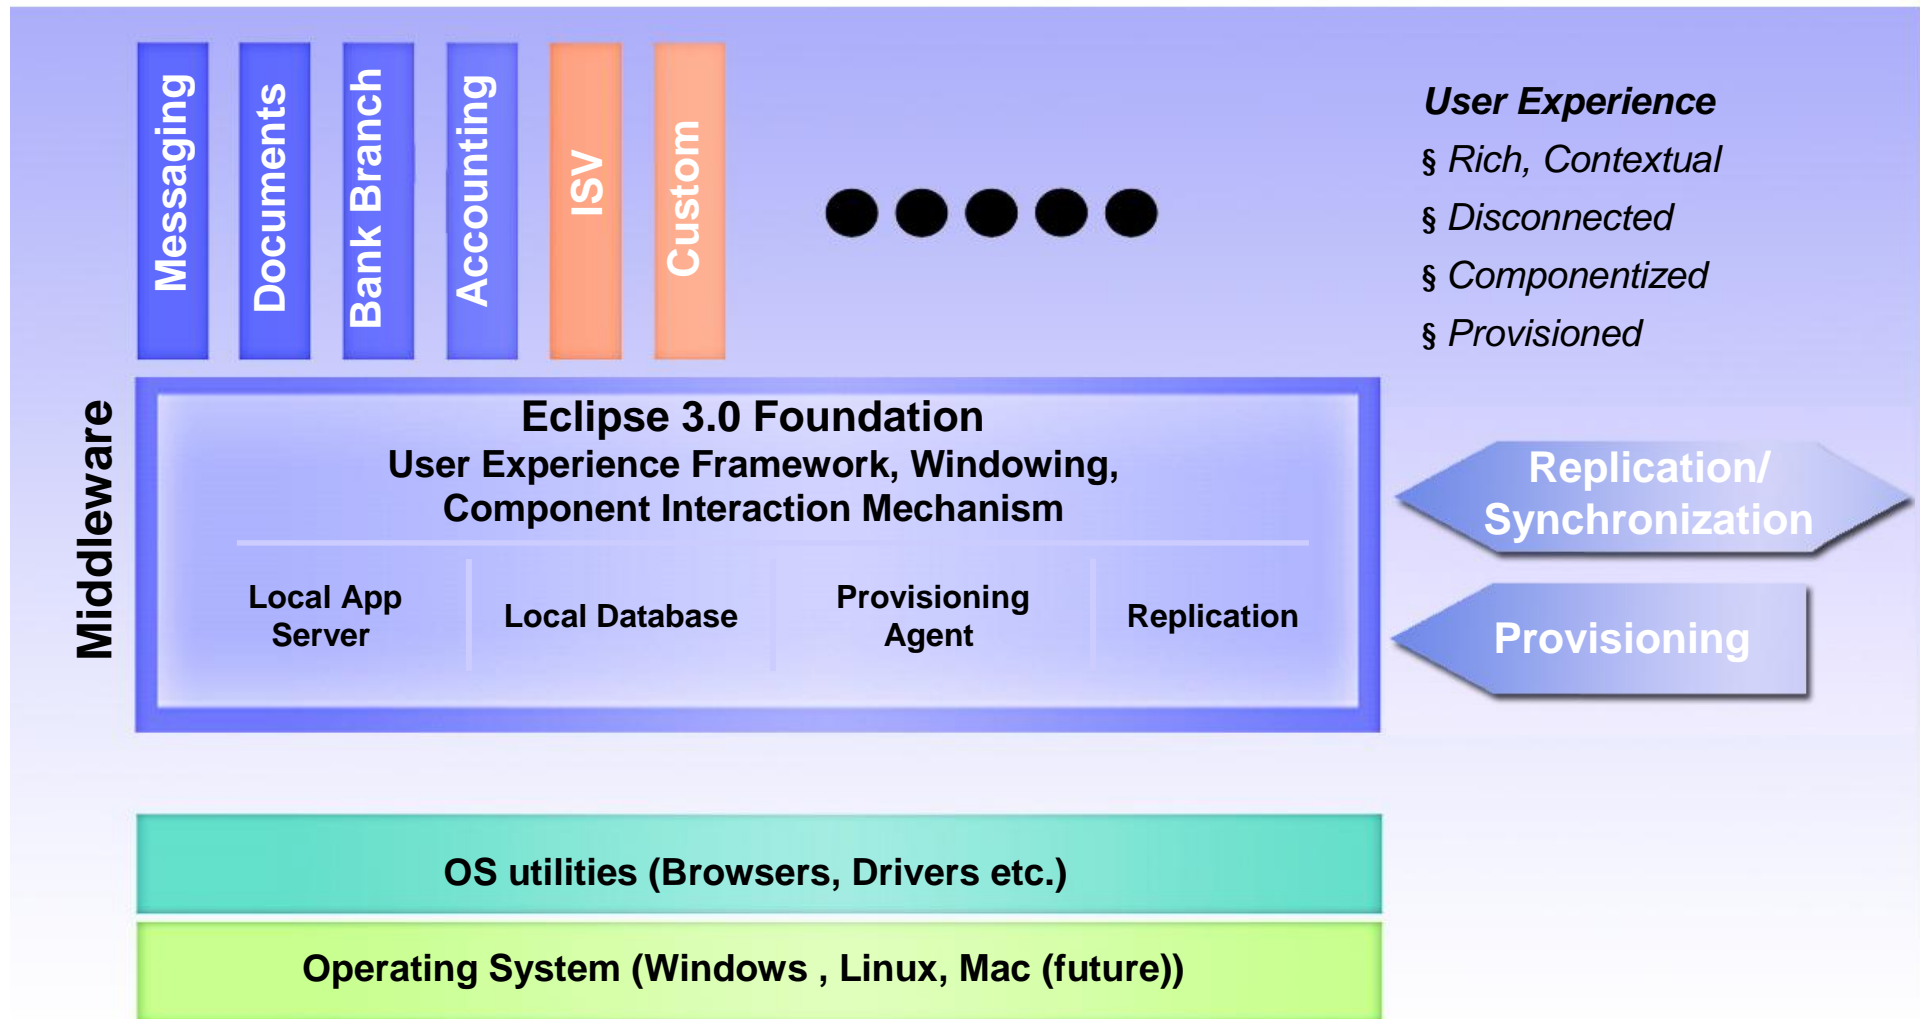 Messaging
Documents
Bank Branch
Accounting
ISV
Custom
User Experience
§ Rich, Contextual
§ Disconnected
§ Componentized
§ Provisioned
Middleware
Eclipse 3.0 Foundation
User Experience Framework, Windowing,
Component Interaction Mechanism
Local App
Server
Local Database
Provisioning
Agent
Replication
Replication/
Synchronization
Provisioning
OS utilities (Browsers, Drivers etc.)
Operating System (Windows , Linux, Mac (future))